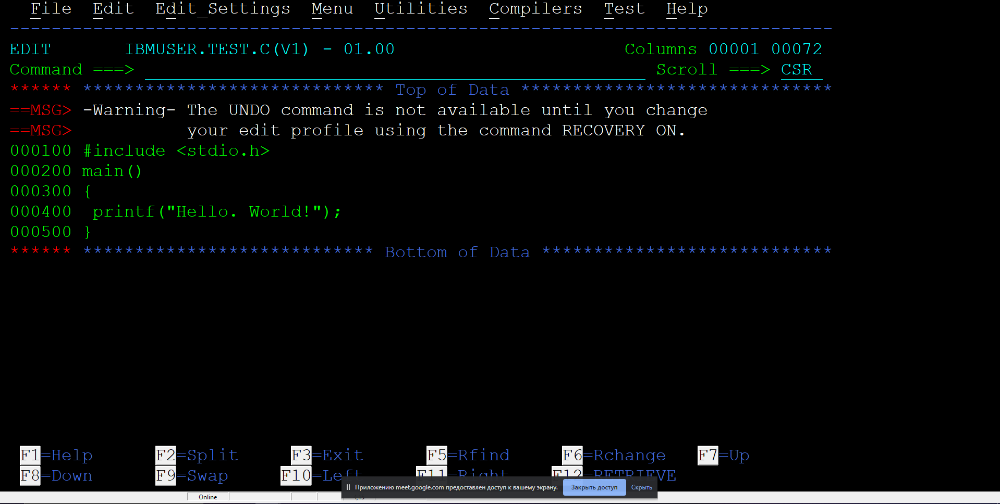 File  Edit  Edit_Settings  Menu  Utilities  Compilers  Test  Help
-------------------------------------------------------------------------------
EDIT       IBMUSER.TEST.C(V1) - 01.00                      Columns 00001 00072
Command ===>                                                  Scroll ===> CSR
****** ***************************** Top of Data ******************************
==MSG> -Warning- The UNDO command is not available until you change
==MSG>           your edit profile using the command RECOVERY ON.
000100 #include <stdio.h>
000200 main()
000300 {
000400  printf("Hello. World!");
000500 }
****** **************************** Bottom of Data ****************************
F1=Help      F2=Split     F3=Exit      F5=Rfind     F6=Rchange   F7=Up
F8=Down      F9=Swap     F10=Left     F11=Right    F12=RETRIEVE
Приложению meet.google.com предоставлен доступ к вашему экрану. Закрыть доступ Скрыть
Online